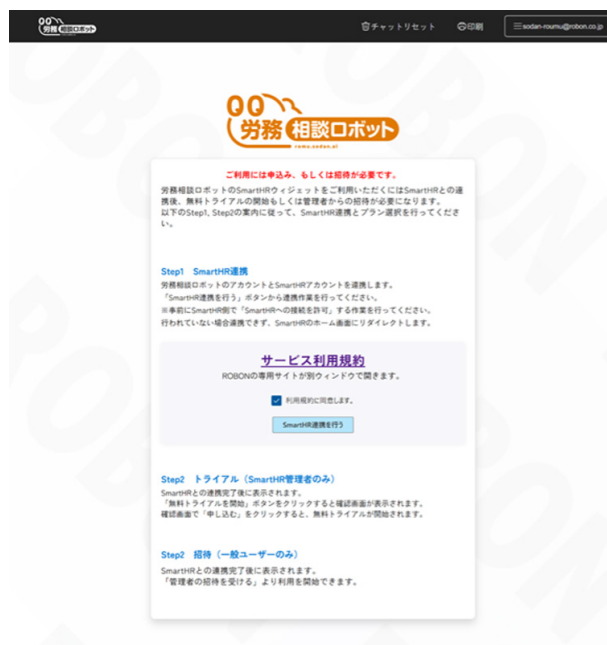 労務 相談ロボット
チャットリセット
印刷
sodan-roumu@robon.co.jp
労務 相談ロボット
romu.sodan.ai
ご利用には申込み、もしくは招待が必要です。
労務相談ロボットのSmartHRウィジェットをご利用いただくにはSmartHRとの連
携後、無料トライアルの開始もしくは管理者からの招待が必要になります。
以下のStep1, Step2の案内に従って、SmartHR連携とプラン選択を行ってくださ
い。
Step1 SmartHR連携
労務相談ロボットのアカウントとSmartHRアカウントを連携します。
「SmartHR連携を行う」ボタンから連携作業を行ってください。
※事前にSmartHR側で「SmartHRへの接続を許可」する作業を行ってください。
行われていない場合連携できず、SmartHRのホーム画面にリダイレクトします。
サービス利用規約
ROBONの専用サイトが別ウィンドウで開きます。
利用規約に同意します。
SmartHR連携を行う
Step2 トライアル(SmartHR管理者のみ)
SmartHRとの連携完了後に表示されます。
「無料トライアルを開始」ボタンをクリックすると確認画面が表示されます。
確認画面で「申し込む」をクリックすると、無料トライアルが開始されます。
Step2 招待(一般ユーザーのみ)
SmartHRとの連携完了後に表示されます。
「管理者の招待を受ける」より利用を開始できます。